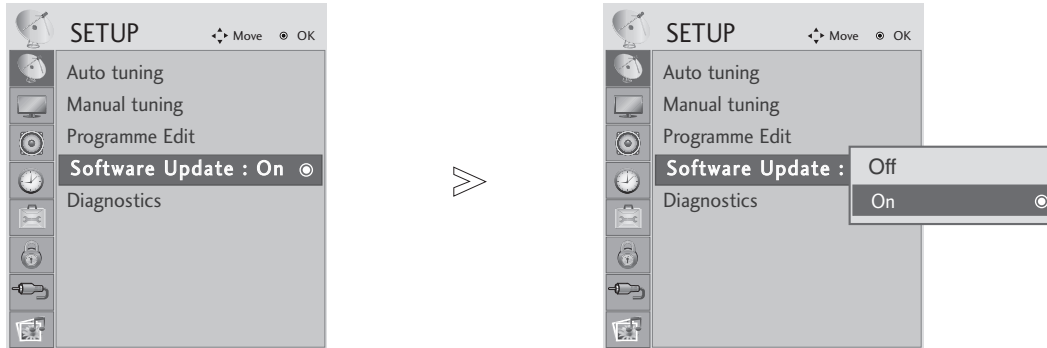 SETUP Move OK
Auto tuning
Manual tuning
Programme Edit
Software Update : On
Diagnostics
SETUP Move OK
Auto tuning
Manual tuning
Programme Edit
Software Update :
Diagnostics
Off
On